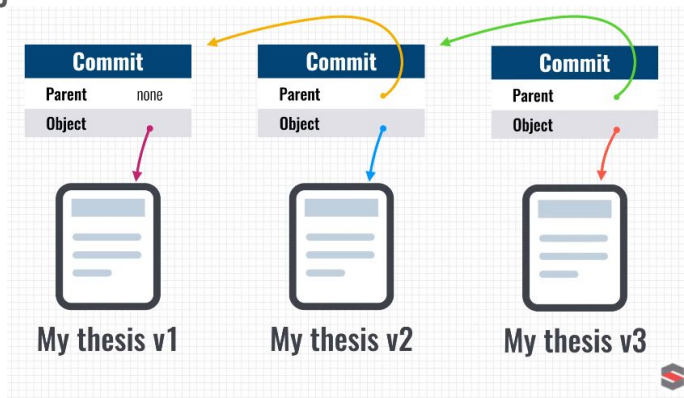 Commit
Parent none
Object
My thesis v1
Commit
Parent
Object
My thesis v2
Commit
Parent
Object
My thesis v3